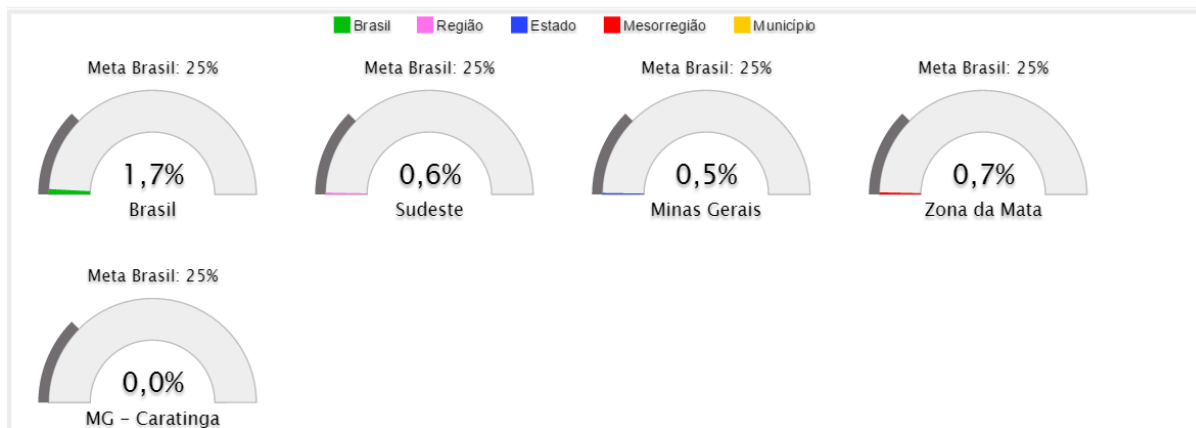 Brasil Região Estado Mesorregião Município
Meta Brasil: 25% Meta Brasil: 25% Meta Brasil: 25% Meta Brasil: 25%
1,7% 0,6% 0,5% 0,7%
Brasil Sudeste Minas Gerais Zona da Mata
Meta Brasil: 25%
0,0%
MG - Caratinga